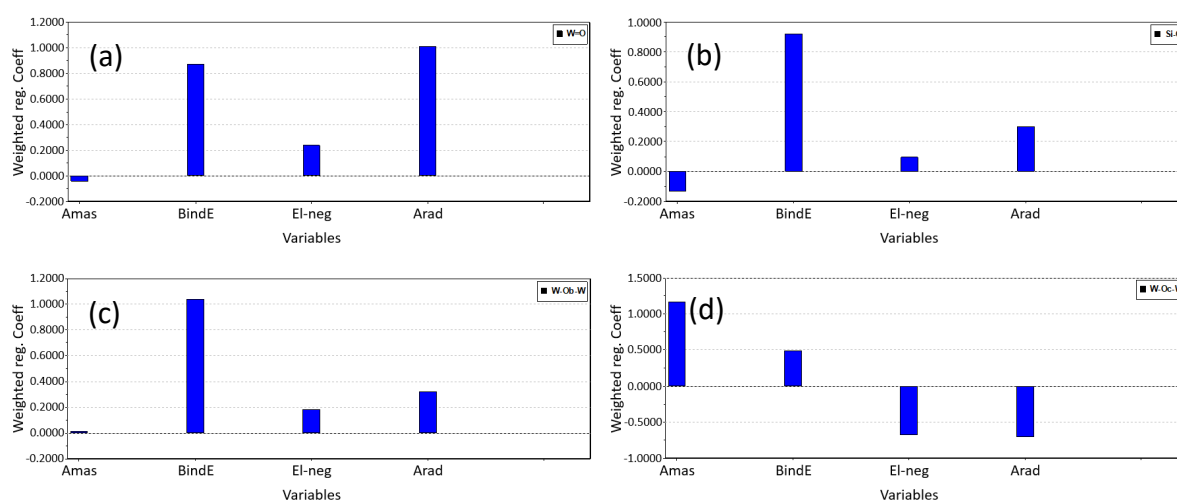 (a)
W=O
Weighted reg. Coeff
1.2000
1.0000
0.8000
0.6000
0.4000
0.2000
0.0000
-0.2000
Amas BindE El-neg Arad
Variables
(b)
Weighted reg. Coeff
1.0000
0.8000
0.6000
0.4000
0.2000
0.0000
-0.2000
Amas BindE El-neg Arad
Variables
(c)
W-Ob-W
Weighted reg. Coeff
1.2000
1.0000
0.8000
0.6000
0.4000
0.2000
0.0000
-0.2000
Amas BindE El-neg Arad
Variables
(d)
Weighted reg. Coeff
1.5000
1.0000
0.5000
0.0000
-0.5000
-1.0000
Amas BindE El-neg Arad
Variables